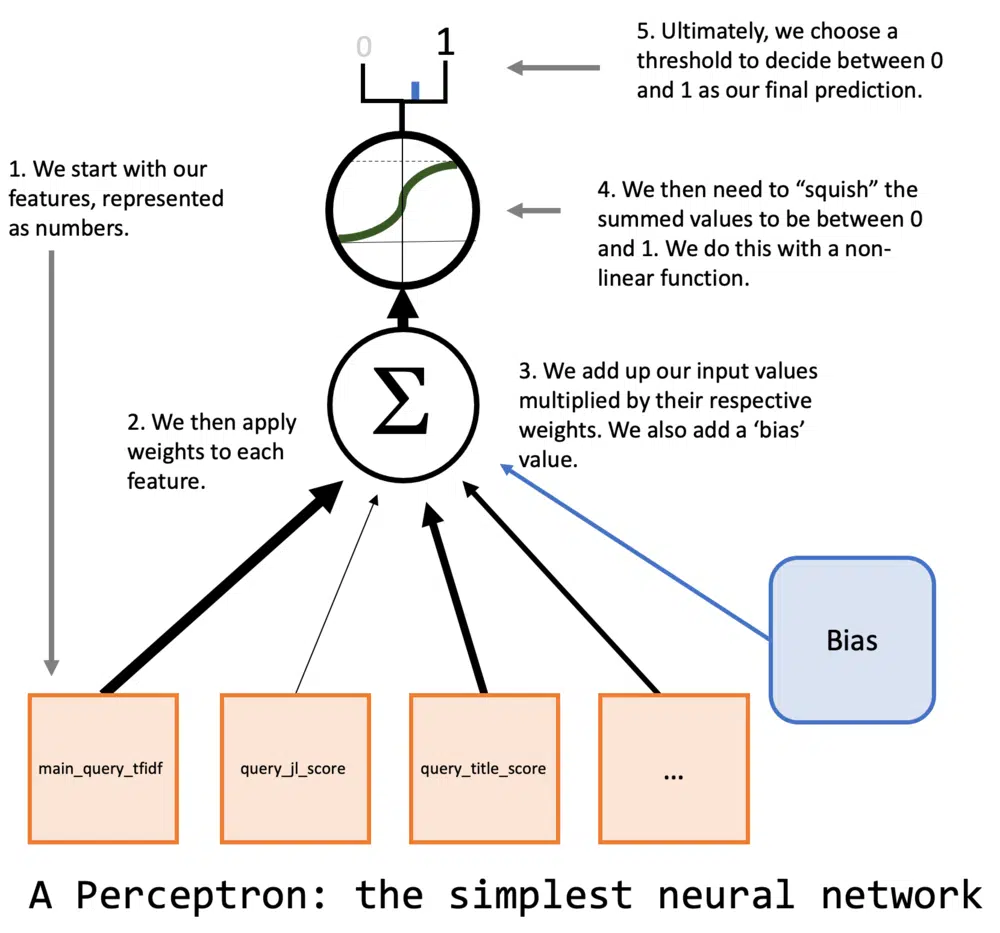 0
1
5. Ultimately, we choose a
threshold to decide between 0
and 1 as our final prediction.
1. We start with our
features, represented
as numbers.
4. We then need to “squish” the
summed values to be between 0
and 1. We do this with a non-
linear function.
Σ
3. We add up our input values
multiplied by their respective
weights. We also add a ‘bias’
value.
2. We then apply
weights to each
feature.
Bias
main_query_tfidf
query_jl_score
query_title_score
...
A Perceptron: the simplest neural network